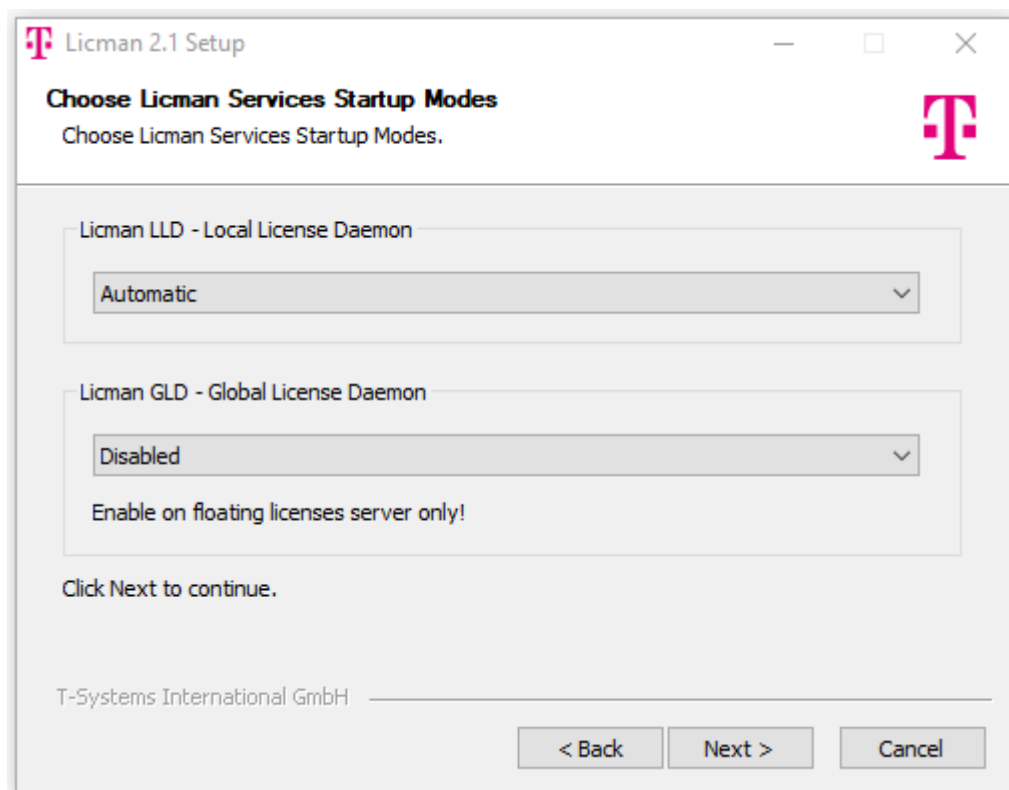 Licman 2.1 Setup
Choose Licman Services Startup Modes
Choose Licman Services Startup Modes.
Licman LLD - Local License Daemon
Automatic
Licman GLD - Global License Daemon
Disabled
Enable on floating licenses server only!
Click Next to continue.
T-Systems International GmbH
< Back Next > Cancel